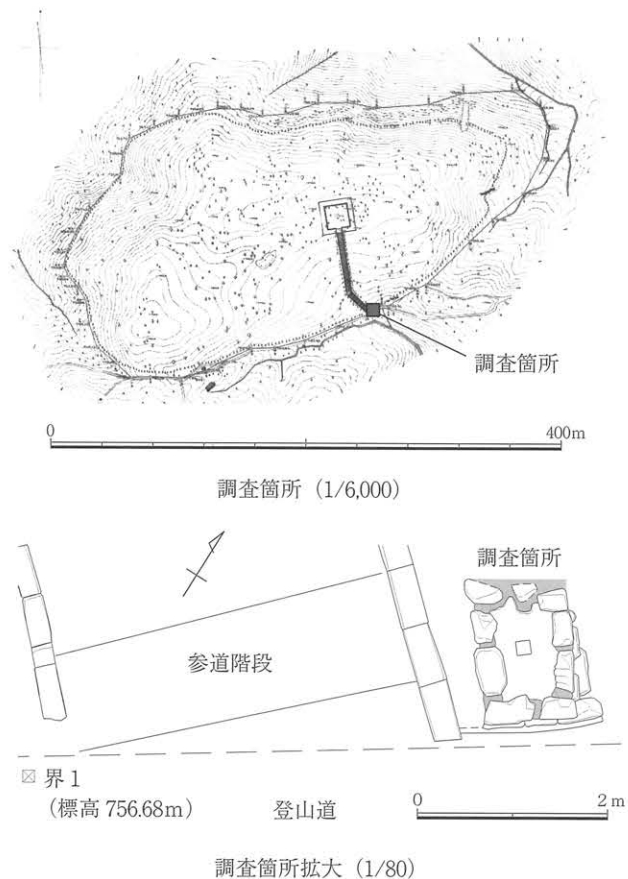 調査箇所
0 400m
調査箇所（1/6,000）
調査箇所
参道階段
界1
（標高 756.68m）
登山道
0 2 m
調査箇所拡大（1/80）